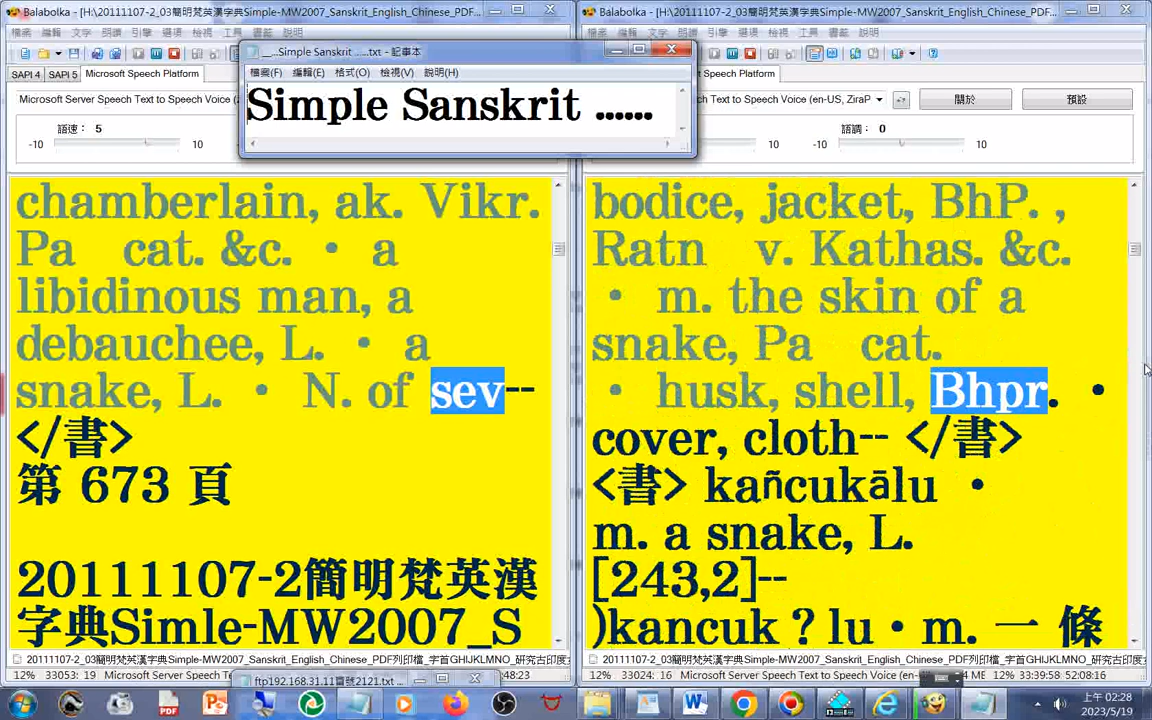 Balabolka - [H:\20111107-2_03簡明梵英漢字典Simple-MW2007_Sanskrit_English_Chinese_PDF...
Balabolka - [H:\20111107-2_03簡明梵英漢字典Simple-MW2007_Sanskrit_English_Chinese_PDF...
__...Simple Sanskrit ......txt - 記事本
檔案(F) 編輯(E) 格式(O) 檢視(V) 說明(H)
Simple Sanskrit ......
SAPI 4 SAPI 5 Microsoft Speech Platform
ft Speech Platform
Microsoft Server Speech Text to Speech Voice (
ch Text to Speech Voice (en-US, ZiraP
關於
預設
語速： 5
語調： 0
-10 10
-10 10
chamberlain, ak. Vikr.
Pa cat. &c. • a
libidinous man, a
debauchee, L. • a
snake, L. • N. of sev--
</書>
第 673 頁
20111107-2簡明梵英漢
字典Simle-MW2007_S
bodice, jacket, BhP. ,
Ratn v. Kathas. &c.
• m. the skin of a
snake, Pa cat.
• husk, shell, Bhpr. •
cover, cloth-- </書>
<書> kañcukālu •
m. a snake, L.
[243,2]--
)kancuk ? lu • m. 一 條
20111107-2_03簡明梵英漢字典Simple-MW2007_Sanskrit_English_Chinese_PDF列印檔_字首GHIJKLMNO_研究古印度
20111107-2_03簡明梵英漢字典Simple-MW2007_Sanskrit_English_Chinese_PDF列印檔_字首GHIJKLMNO_研究古印度
12% 33053: 19 Microsoft Server Speech Te
ftp192.168.31.11賈號2121.txt ...
48:23
12% 33024: 16 Microsoft Server Speech Text to Speech
33:39:58 52:08:16
上午 02:28
2023/5/19